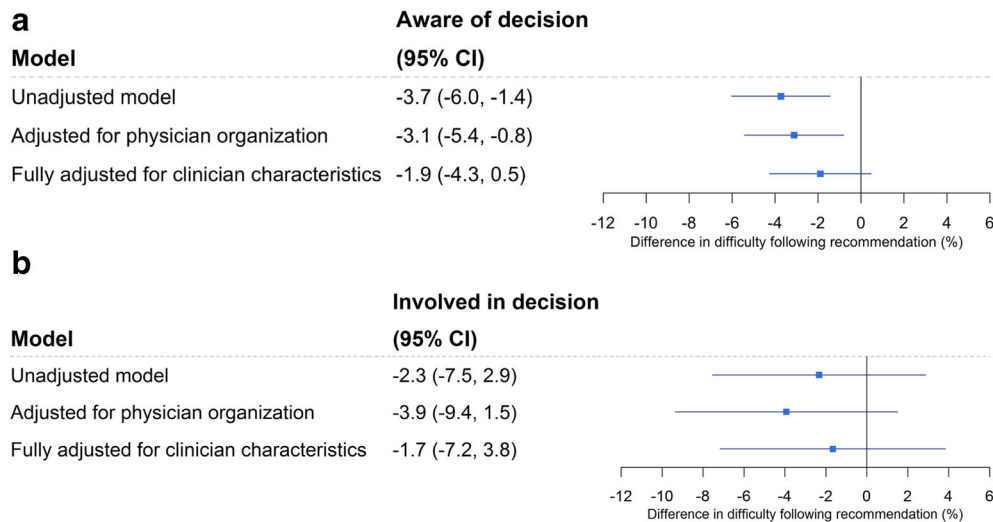 a
Aware of decision
Model (95% CI)
Unadjusted model -3.7 (-6.0, -1.4)
Adjusted for physician organization -3.1 (-5.4, -0.8)
Fully adjusted for clinician characteristics -1.9 (-4.3, 0.5)
-12 -10 -8 -6 -4 -2 0 2 4 6
Difference in difficulty following recommendation (%)
b
Involved in decision
Model (95% CI)
Unadjusted model -2.3 (-7.5, 2.9)
Adjusted for physician organization -3.9 (-9.4, 1.5)
Fully adjusted for clinician characteristics -1.7 (-7.2, 3.8)
-12 -10 -8 -6 -4 -2 0 2 4 6
Difference in difficulty following recommendation (%)